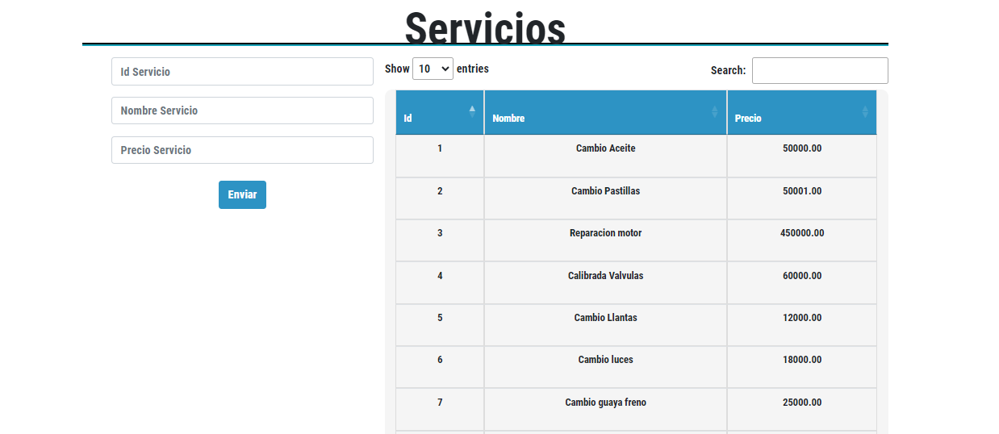 Servicios
Id Servicio
Nombre Servicio
Precio Servicio
Enviar
Show 10 entries
Search:
Id Nombre Precio
1 Cambio Aceite 50000.00
2 Cambio Pastillas 50001.00
3 Reparacion motor 450000.00
4 Calibrada Valvulas 60000.00
5 Cambio Llantas 12000.00
6 Cambio luces 18000.00
7 Cambio guaya freno 25000.00